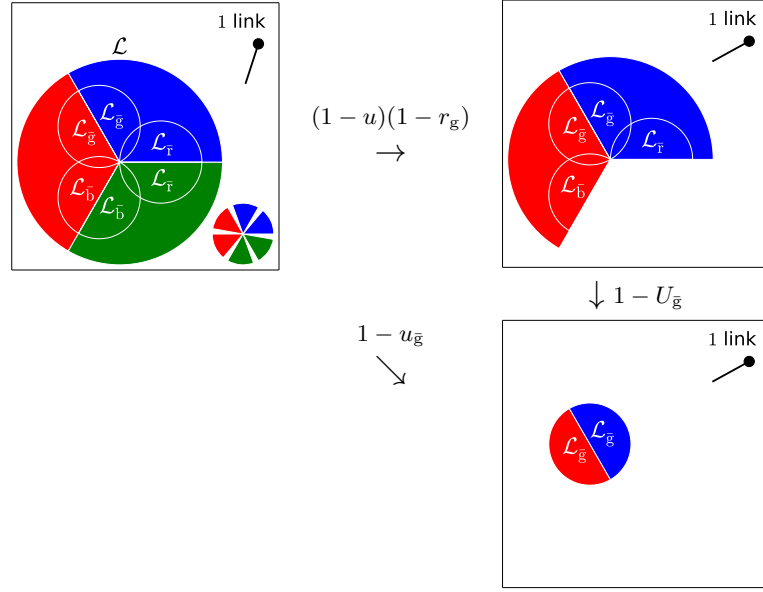 1 link
ℒ
ℒ_ḡ
ℒ_ḡ
ℒ_r̄
ℒ_b̄
ℒ_r̄
ℒ_b̄
(1 − u)(1 − r_g)
→
1 link
ℒ_ḡ
ℒ_ḡ
ℒ_r̄
ℒ_b̄
↓ 1 − U_ḡ
1 − u_ḡ
↘
1 link
ℒ_ḡ
ℒ_ḡ